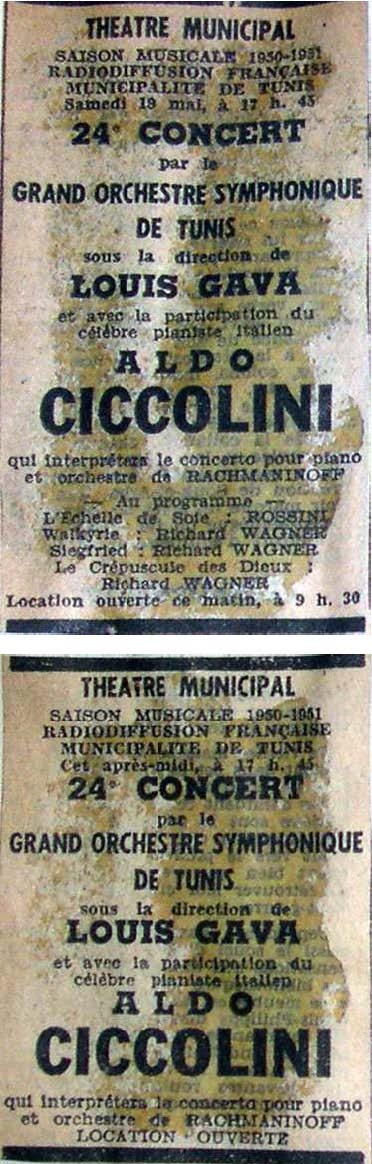 THEATRE MUNICIPAL
SAISON MUSICALE 1950-1951
RADIODIFFUSION FRANÇAISE
MUNICIPALITE DE TUNIS
Samedi 19 mai, à 17 h. 45
24e CONCERT
par le
GRAND ORCHESTRE SYMPHONIQUE
DE TUNIS
sous la direction de
LOUIS GAVA
et avec la participation du
célèbre pianiste italien
ALDO
CICCOLINI
qui interprétera le concerto pour piano
et orchestre de RACHMANINOFF
— Au programme —
L'Echelle de Soie : ROSSINI
Walkyrie : Richard WAGNER
Siegfried : Richard WAGNER
Le Crépuscule des Dieux :
Richard WAGNER
Location ouverte ce matin, à 9 h. 30
THEATRE MUNICIPAL
SAISON MUSICALE 1950-1951
RADIODIFFUSION FRANÇAISE
MUNICIPALITE DE TUNIS
Cet après-midi, à 17 h. 45
24e CONCERT
par le
GRAND ORCHESTRE SYMPHONIQUE
DE TUNIS
sous la direction de
LOUIS GAVA
et avec la participation du
célèbre pianiste italien
ALDO
CICCOLINI
qui interprétera le concerto pour piano
et orchestre de RACHMANINOFF
LOCATION OUVERTE